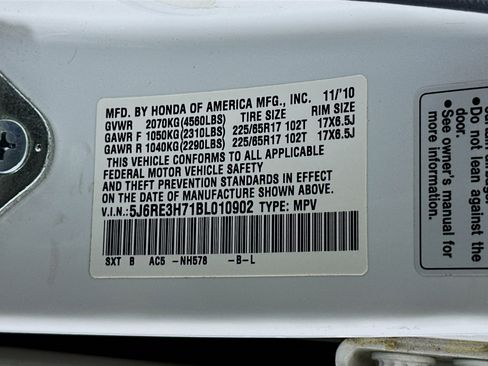 MFD. BY HONDA OF AMERICA MFG., INC. 11/'10
GVWR 2070KG(4560LBS) TIRE SIZE RIM SIZE
GAWR F 1050KG(2310LBS) 225/65R17 102T 17X6.5J
GAWR R 1040KG(2290LBS) 225/65R17 102T 17X6.5J
THIS VEHICLE CONFORMS TO ALL APPLICABLE
FEDERAL MOTOR VEHICLE SAFETY
AND THEFT PREVENTION STANDARDS IN EFFECT
ON THE DATE OF MANUFACTURE SHOWN ABOVE.
V.I.N.: 5J6RE3H71BL010902 TYPE: MPV
SXT B AC5 -NH578 -B-L
door.
• Do not lean
against the
door.
See owner's
manual for
more
information.